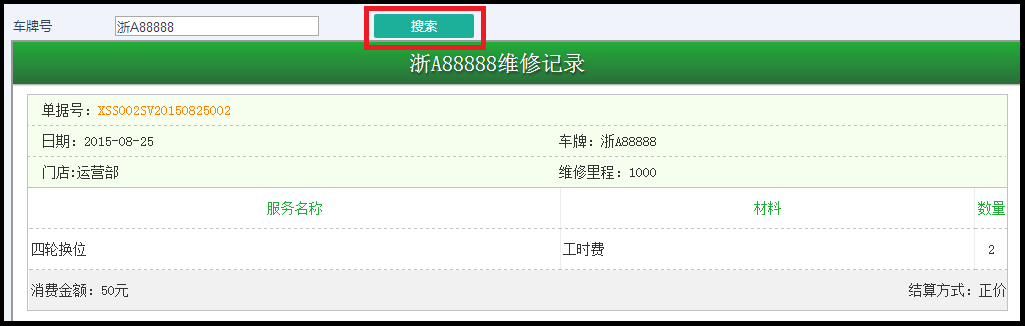 车牌号 浙A88888 搜索
浙A88888维修记录
单据号：XSS002SV20150825002
日期：2015-08-25 车牌：浙A88888
门店:运营部 维修里程：1000
服务名称 材料 数量
四轮换位 工时费 2
消费金额：50元 结算方式：正价